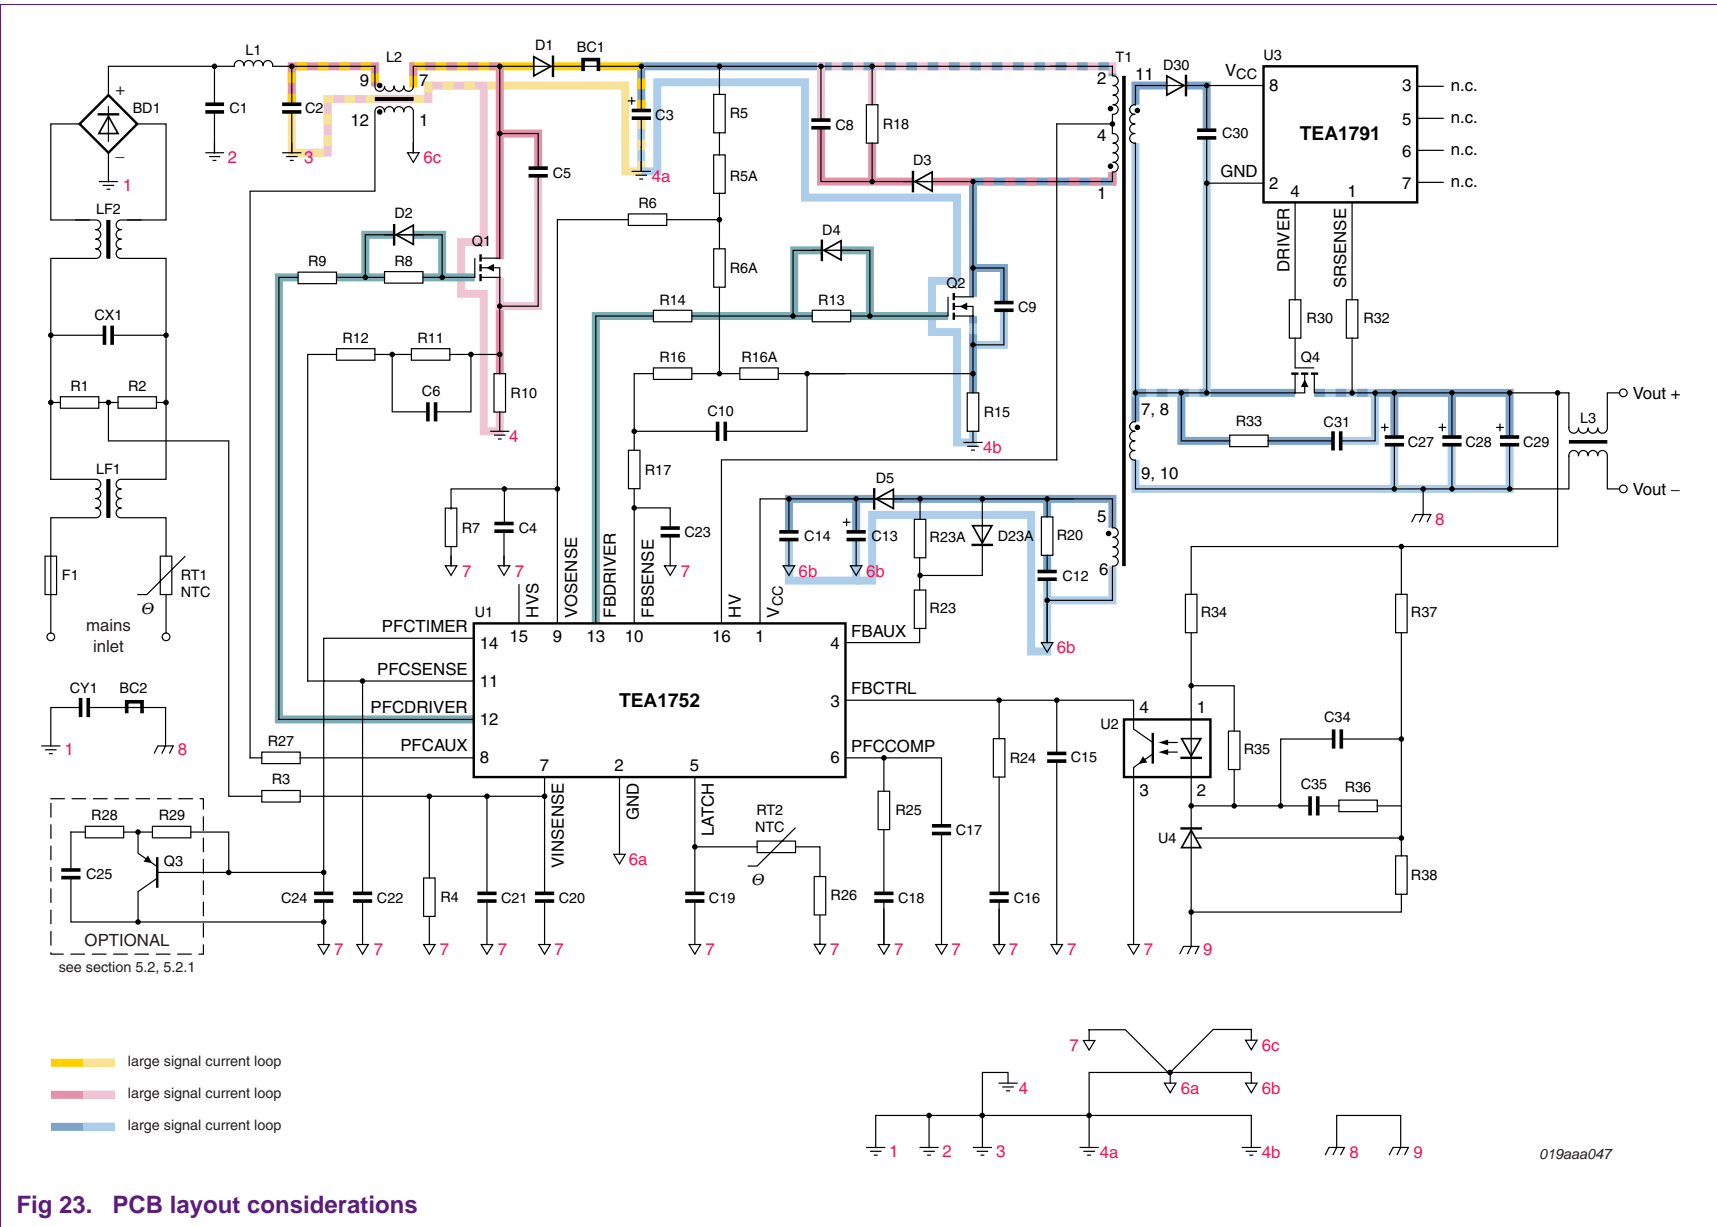 L1
L2
9
7
12
1
6c
D1
BC1
T1
2
4
1
11
D30
U3
VCC
8
3
n.c.
5
n.c.
6
n.c.
7
n.c.
TEA1791
GND
2
4
1
DRIVER
SRSENSE
+
BD1
−
1
C1
2
C2
3
+
C3
4a
R5
R5A
C8
R18
D3
C30
C5
LF2
D2
Q1
R9
R8
R6
R6A
D4
R14
R13
Q2
C9
R30
R32
CX1
R12
R11
C6
R10
4
R16
R16A
C10
R15
4b
Q4
R1
R2
7, 8
R33
C31
+
C27
+
C28
+
C29
L3
Vout +
Vout −
9, 10
8
LF1
R17
F1
RT1
NTC
Θ
mains
inlet
R7
7
C4
7
C23
7
D5
C14
6b
+
C13
6b
R23A
D23A
R20
C12
6b
5
6
R23
R34
R37
HVS
VOSENSE
FBDRIVER
FBSENSE
HV
VCC
U1
15
9
13
10
16
1
PFCTIMER
14
PFCSENSE
11
PFCDRIVER
12
PFCAUX
8
TEA1752
4
FBAUX
3
FBCTRL
6
PFCCOMP
7
2
5
VINSENSE
GND
LATCH
6a
CY1
BC2
1
8
R27
R3
R28
R29
C25
Q3
OPTIONAL
see section 5.2, 5.2.1
C24
7
C22
7
R4
7
C21
7
C20
7
C19
7
RT2
NTC
Θ
R26
7
R25
C18
7
C17
7
R24
C16
7
C15
7
U2
4
1
3
2
7
R35
C34
C35
R36
U4
R38
9
large signal current loop
large signal current loop
large signal current loop
7
6c
6a
6b
4
1
2
3
4a
4b
8
9
019aaa047
Fig 23. PCB layout considerations